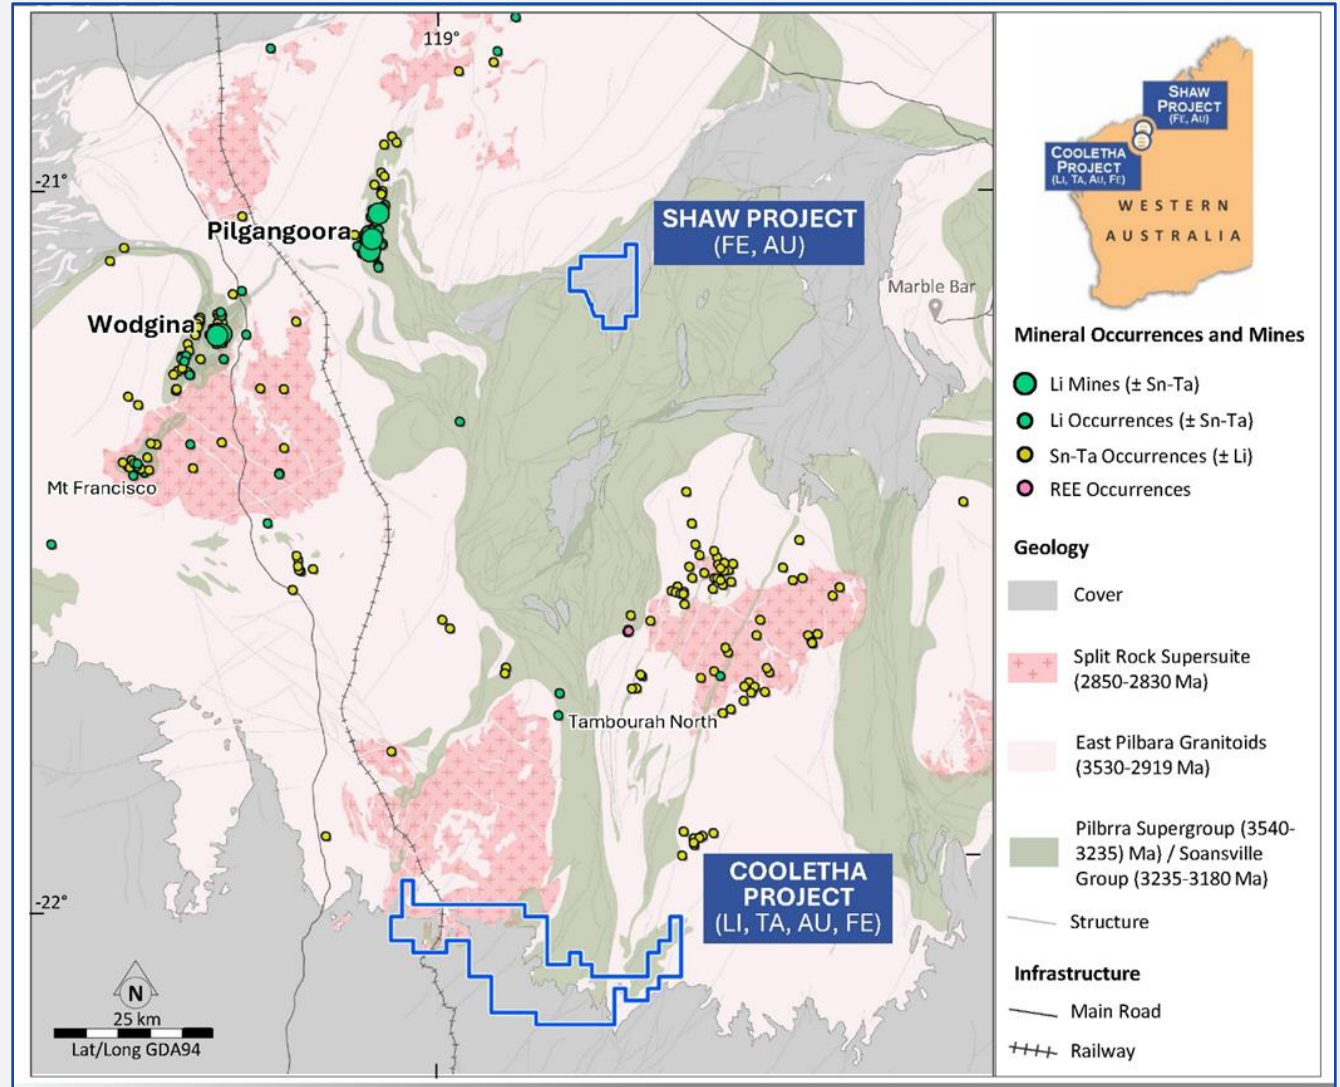 119°
-21°
Pilgangoora
SHAW PROJECT
(FE, AU)
Marble Bar
Wodgina
Mt Francisco
Tambourah North
COOLETHA
PROJECT
(LI, TA, AU, FE)
-22°
N
25 km
Lat/Long GDA94
SHAW
PROJECT
(FE, AU)
COOLETHA
PROJECT
(LI, TA, AU, FE)
WESTERN
AUSTRALIA
Mineral Occurrences and Mines
Li Mines (± Sn-Ta)
Li Occurrences (± Sn-Ta)
Sn-Ta Occurrences (± Li)
REE Occurrences
Geology
Cover
Split Rock Supersuite
(2850-2830 Ma)
East Pilbara Granitoids
(3530-2919 Ma)
Pilbrra Supergroup (3540-
3235) Ma) / Soansville
Group (3235-3180 Ma)
Structure
Infrastructure
Main Road
Railway